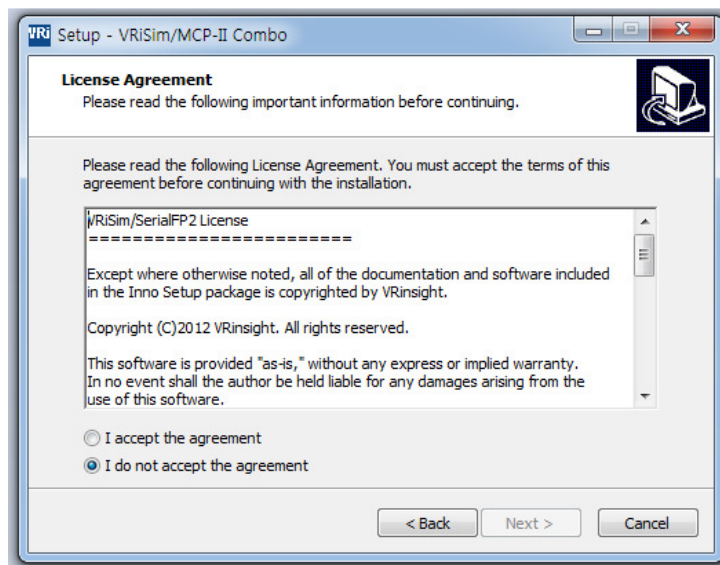 VRi Setup - VRiSim/MCP-II Combo
License Agreement
Please read the following important information before continuing.
Please read the following License Agreement. You must accept the terms of this
agreement before continuing with the installation.
VRiSim/SerialFP2 License
========================
Except where otherwise noted, all of the documentation and software included
in the Inno Setup package is copyrighted by VRinsight.
Copyright (C)2012 VRinsight. All rights reserved.
This software is provided "as-is," without any express or implied warranty.
In no event shall the author be held liable for any damages arising from the
use of this software.
I accept the agreement
I do not accept the agreement
< Back Next > Cancel